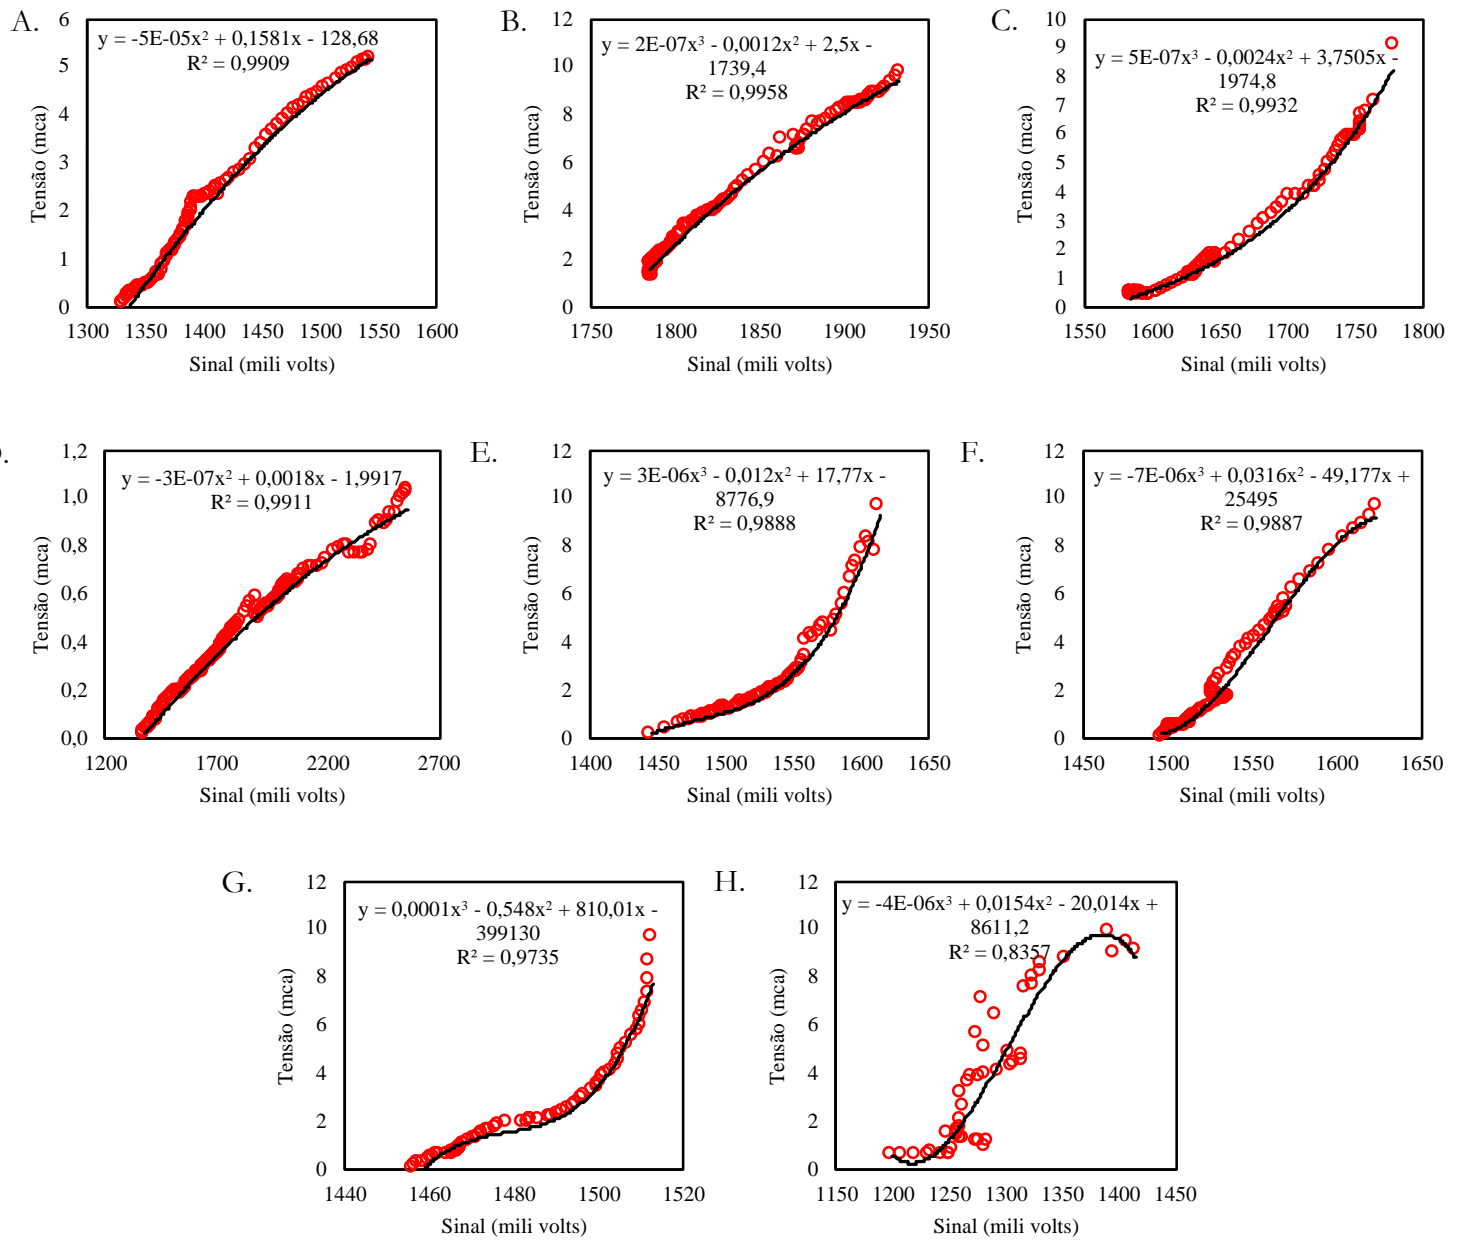 A.
y = -5E-05x² + 0,1581x - 128,68
R² = 0,9909
6
5
4
3
2
1
0
1300 1350 1400 1450 1500 1550 1600
Tensão (mca)
Sinal (mili volts)
B.
y = 2E-07x³ - 0,0012x² + 2,5x -
1739,4
R² = 0,9958
12
10
8
6
4
2
0
1750 1800 1850 1900 1950
Tensão (mca)
Sinal (mili volts)
C.
y = 5E-07x³ - 0,0024x² + 3,7505x -
1974,8
R² = 0,9932
10
9
8
7
6
5
4
3
2
1
0
1550 1600 1650 1700 1750 1800
Tensão (mca)
Sinal (mili volts)
y = -3E-07x² + 0,0018x - 1,9917
R² = 0,9911
1,2
1,0
0,8
0,6
0,4
0,2
0,0
1200 1700 2200 2700
Tensão (mca)
Sinal (mili volts)
E.
y = 3E-06x³ - 0,012x² + 17,77x -
8776,9
R² = 0,9888
12
10
8
6
4
2
0
1400 1450 1500 1550 1600 1650
Tensão (mca)
Sinal (mili volts)
F.
y = -7E-06x³ + 0,0316x² - 49,177x +
25495
R² = 0,9887
12
10
8
6
4
2
0
1450 1500 1550 1600 1650
Tensão (mca)
Sinal (mili volts)
G.
y = 0,0001x³ - 0,548x² + 810,01x -
399130
R² = 0,9735
12
10
8
6
4
2
0
1440 1460 1480 1500 1520
Tensão (mca)
Sinal (mili volts)
H.
y = -4E-06x³ + 0,0154x² - 20,014x +
8611,2
R² = 0,8357
12
10
8
6
4
2
0
1150 1200 1250 1300 1350 1400 1450
Tensão (mca)
Sinal (mili volts)